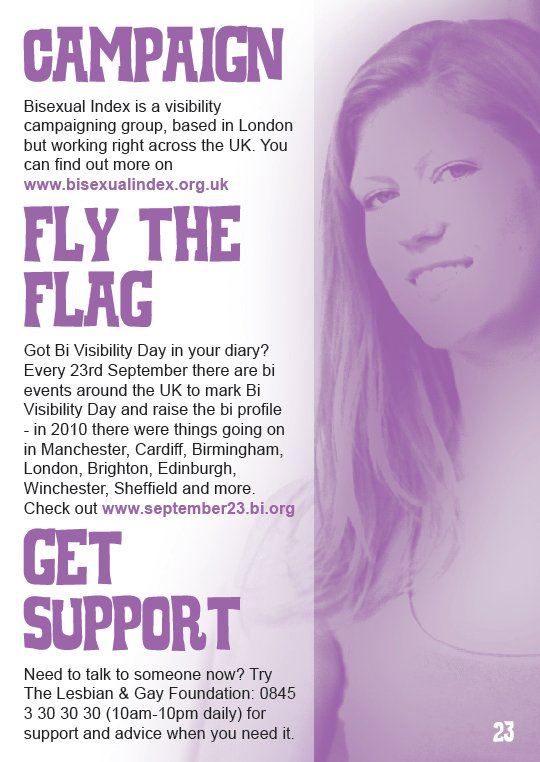 CAMPAIGN
Bisexual Index is a visibility
campaigning group, based in London
but working right across the UK. You
can find out more on
www.bisexualindex.org.uk
FLY THE
FLAG
Got Bi Visibility Day in your diary?
Every 23rd September there are bi
events around the UK to mark Bi
Visibility Day and raise the bi profile
- in 2010 there were things going on
in Manchester, Cardiff, Birmingham,
London, Brighton, Edinburgh,
Winchester, Sheffield and more.
Check out www.september23.bi.org
GET
SUPPORT
Need to talk to someone now? Try
The Lesbian & Gay Foundation: 0845
3 30 30 30 (10am-10pm daily) for
support and advice when you need it.
23